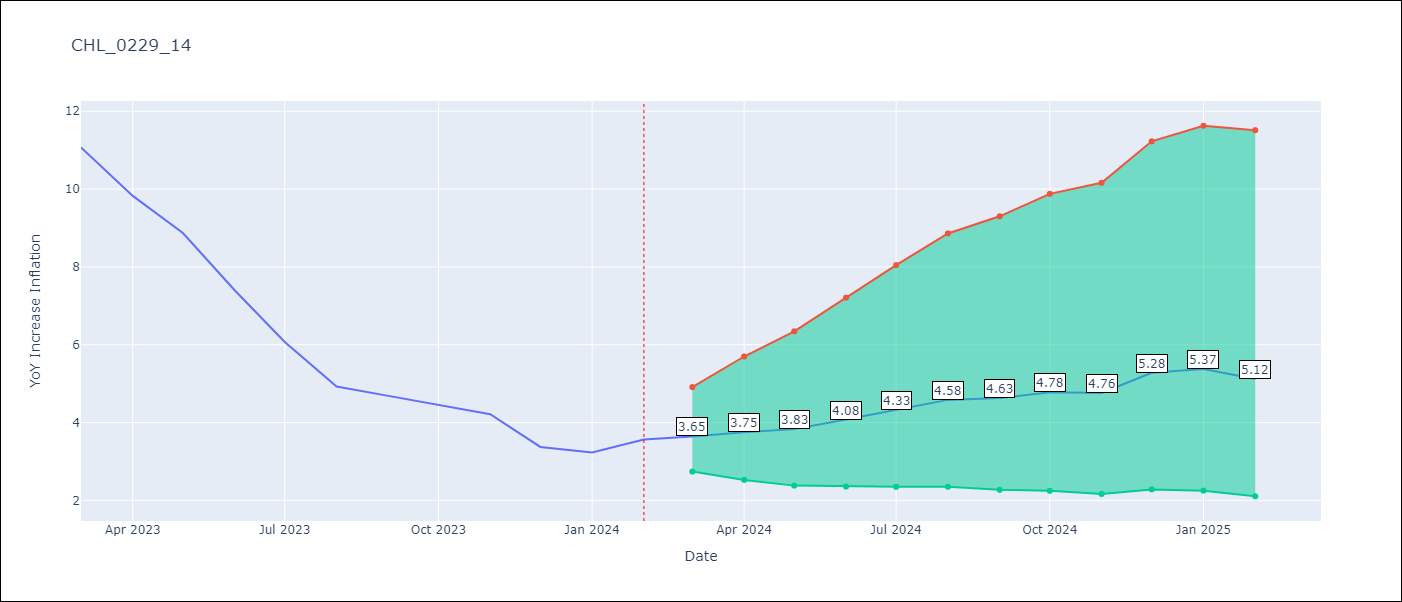 CHL_0229_14
YoY Increase Inflation
12
10
8
6
4
2
3.65
3.75
3.83
4.08
4.33
4.58
4.63
4.78
4.76
5.28
5.37
5.12
Apr 2023
Jul 2023
Oct 2023
Jan 2024
Apr 2024
Jul 2024
Oct 2024
Jan 2025
Date